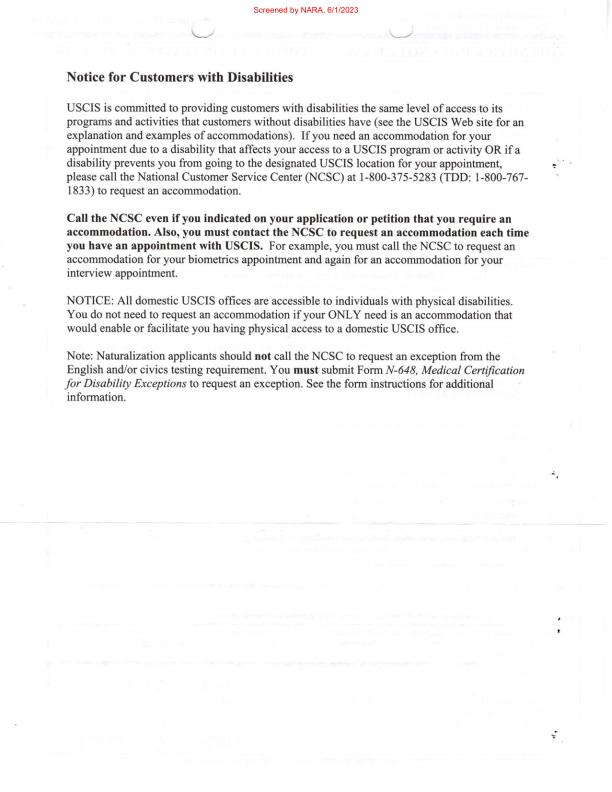 Screened by NARA, 6/1/2023
Notice for Customers with Disabilities
USCIS is committed to providing customers with disabilities the same level of access to its
programs and activities that customers without disabilities have (see the USCIS Web site for an
explanation and examples of accommodations).  If you need an accommodation for your
appointment due to a disability that affects your access to a USCIS program or activity OR if a
disability prevents you from going to the designated USCIS location for your appointment,
please call the National Customer Service Center (NCSC) at 1-800-375-5283 (TDD: 1-800-767-
1833) to request an accommodation.
Call the NCSC even if you indicated on your application or petition that you require an
accommodation. Also, you must contact the NCSC to request an accommodation each time
you have an appointment with USCIS.  For example, you must call the NCSC to request an
accommodation for your biometrics appointment and again for an accommodation for your
interview appointment.
NOTICE: All domestic USCIS offices are accessible to individuals with physical disabilities.
You do not need to request an accommodation if your ONLY need is an accommodation that
would enable or facilitate you having physical access to a domestic USCIS office.
Note: Naturalization applicants should not call the NCSC to request an exception from the
English and/or civics testing requirement. You must submit Form N-648, Medical Certification
for Disability Exceptions to request an exception. See the form instructions for additional
information.